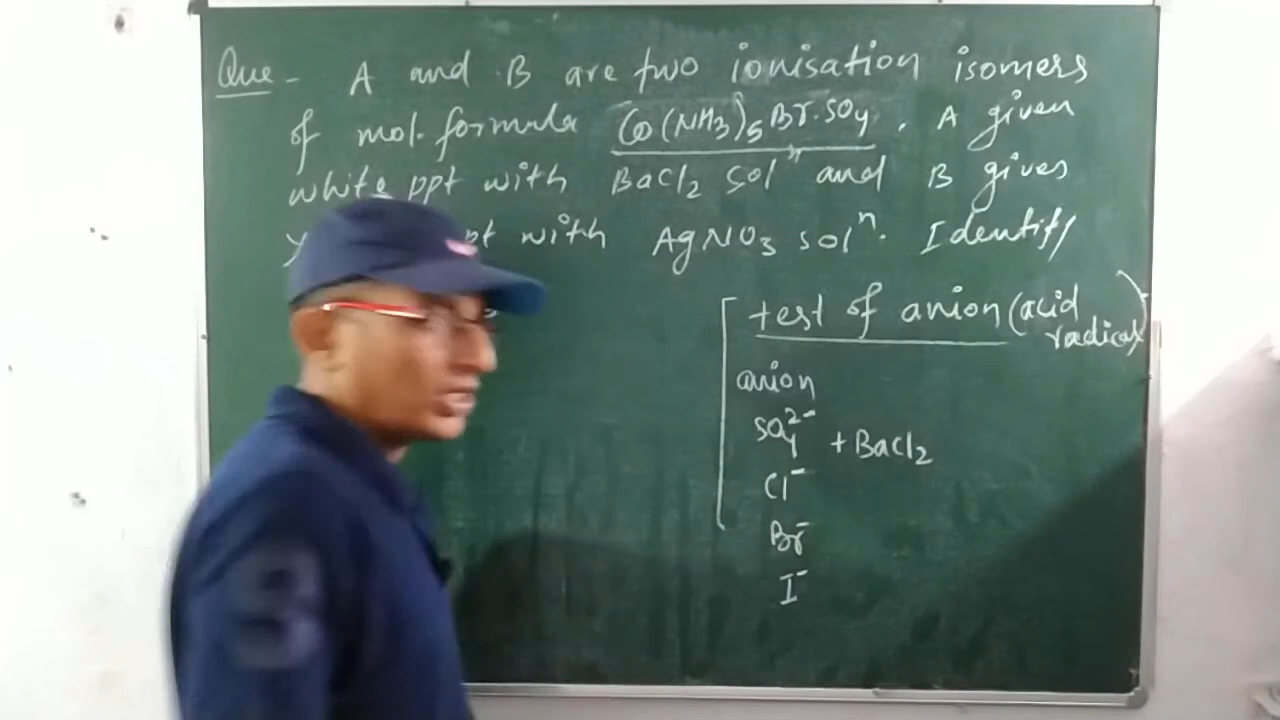 Que - A and B are two ionisation isomers
of mol. formula Co(NH3)5Br.SO4. A given
white ppt with BaCl2 solⁿ and B gives
with AgNO3 solⁿ. Identify
test of anion (acid
radical)
anion
SO4²⁻ + BaCl2
Cl⁻
Br⁻
I⁻